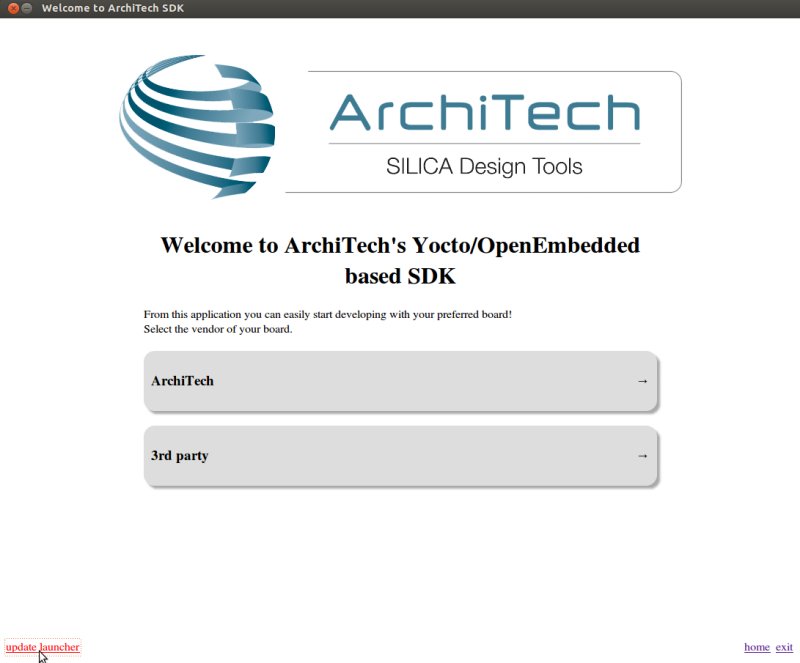 Welcome to ArchiTech SDK
ArchiTech
SILICA Design Tools
Welcome to ArchiTech's Yocto/OpenEmbedded
based SDK
From this application you can easily start developing with your preferred board!
Select the vendor of your board.
ArchiTech →
3rd party →
update launcher
home exit